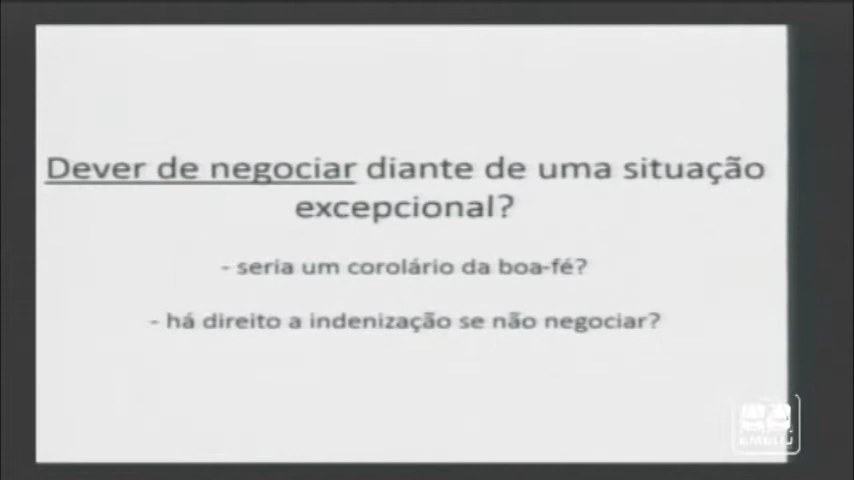 Dever de negociar diante de uma situação
excepcional?
- seria um corolário da boa-fé?
- há direito a indenização se não negociar?